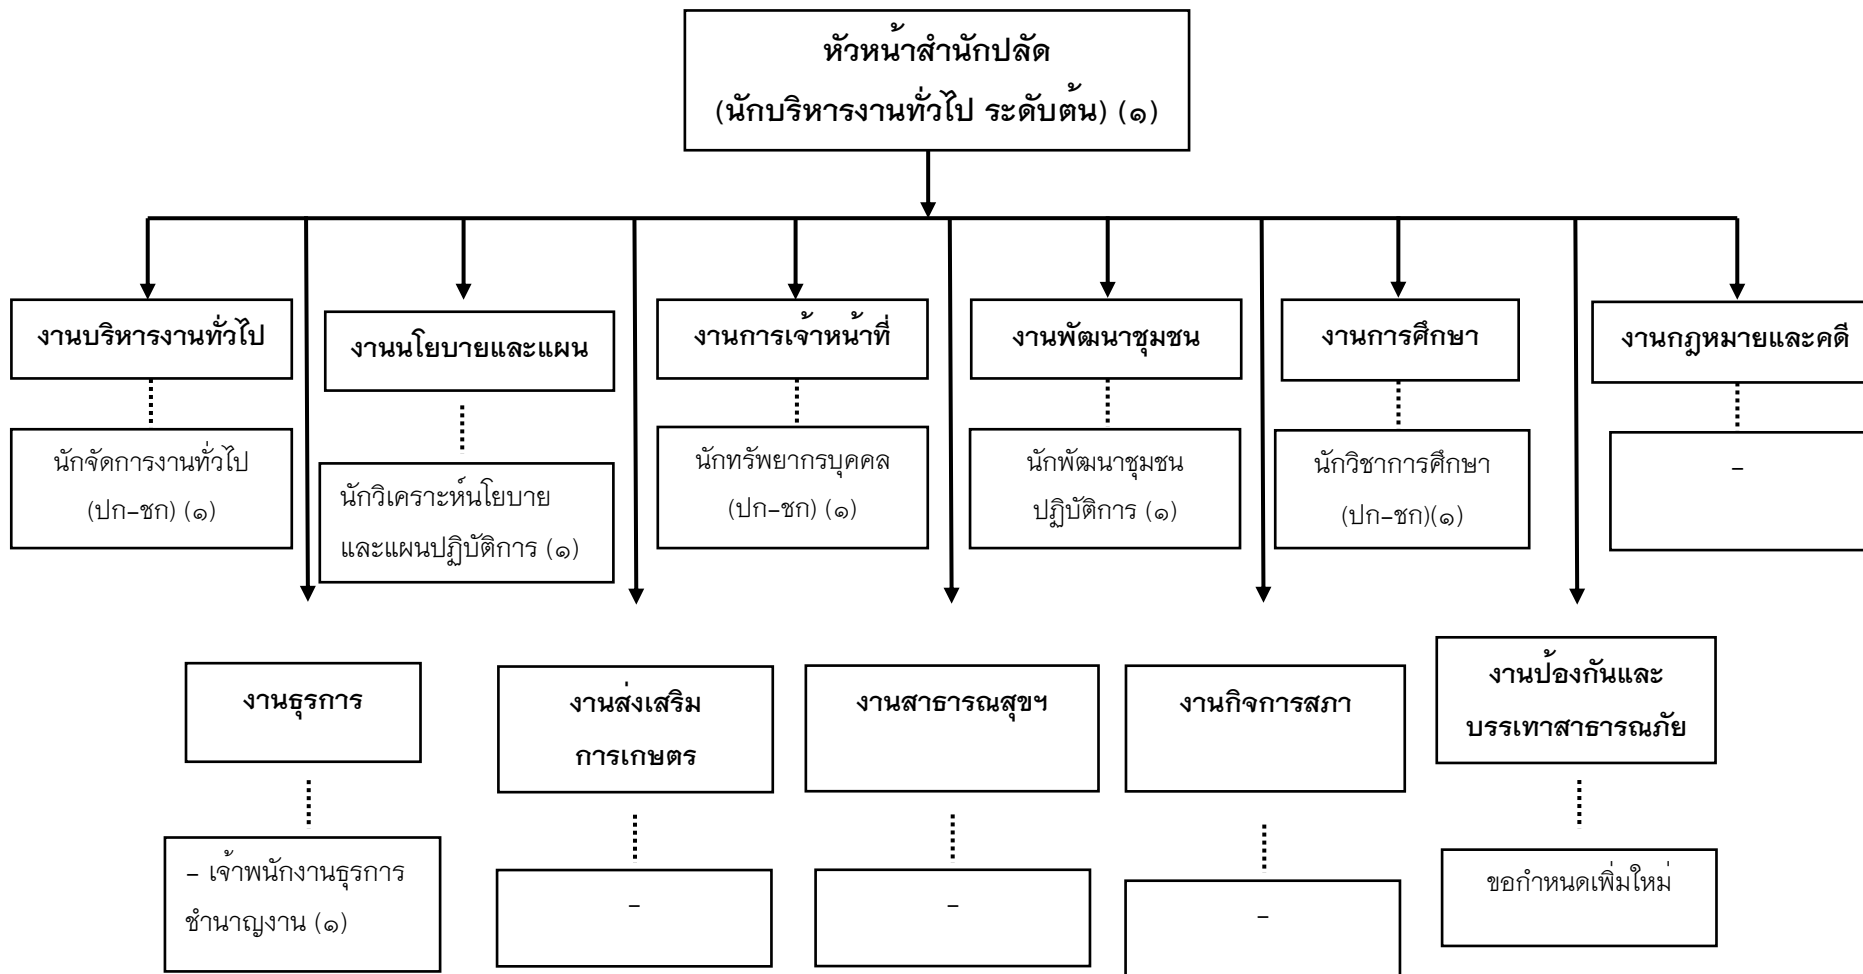 หัวหน้าสำนักปลัด
(นักบริหารงานทั่วไป ระดับต้น) (๑)
งานบริหารงานทั่วไป
งานนโยบายและแผน
งานการเจ้าหน้าที่
งานพัฒนาชุมชน
งานการศึกษา
งานกฎหมายและคดี
นักจัดการงานทั่วไป
(ปก-ชก) (๑)
นักวิเคราะห์นโยบาย
และแผนปฏิบัติการ (๑)
นักทรัพยากรบุคคล
(ปก-ชก) (๑)
นักพัฒนาชุมชน
ปฏิบัติการ (๑)
นักวิชาการศึกษา
(ปก-ชก)(๑)
-
งานธุรการ
งานส่งเสริม
การเกษตร
งานสาธารณสุขฯ
งานกิจการสภา
งานป้องกันและ
บรรเทาสาธารณภัย
- เจ้าพนักงานธุรการ
ชำนาญงาน (๑)
-
-
-
ขอกำหนดเพิ่มใหม่